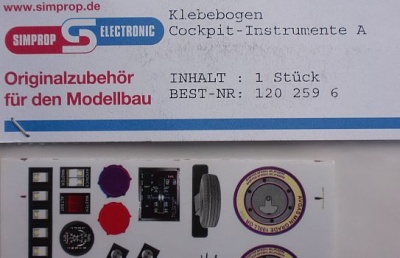 www.simprop.de
SIMPROP ELECTRONIC
Originalzubehör
für den Modellbau
Klebebogen
Cockpit-Instrumente A
INHALT : 1 Stück
BEST-NR: 120 259 6